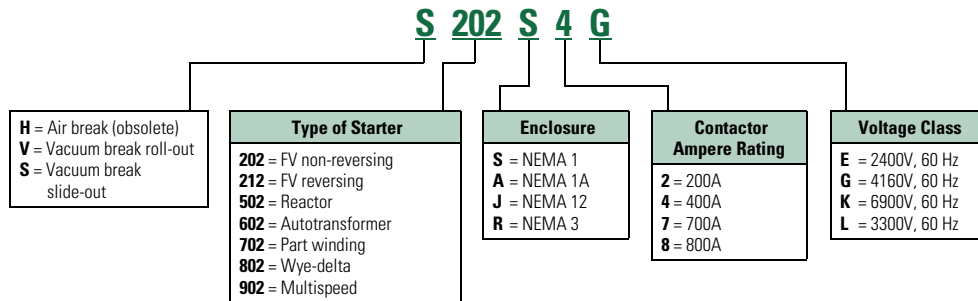 S 202 S 4 G
H = Air break (obsolete)
V = Vacuum break roll-out
S = Vacuum break
slide-out
Type of Starter
202 = FV non-reversing
212 = FV reversing
502 = Reactor
602 = Autotransformer
702 = Part winding
802 = Wye-delta
902 = Multispeed
Enclosure
S = NEMA 1
A = NEMA 1A
J = NEMA 12
R = NEMA 3
Contactor
Ampere Rating
2 = 200A
4 = 400A
7 = 700A
8 = 800A
Voltage Class
E = 2400V, 60 Hz
G = 4160V, 60 Hz
K = 6900V, 60 Hz
L = 3300V, 60 Hz